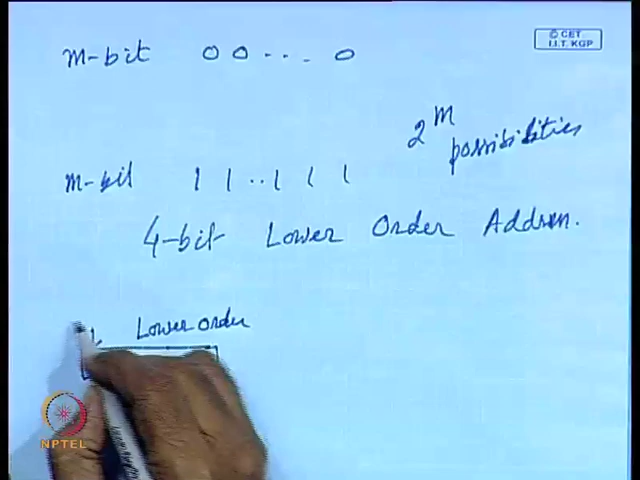 m-bit 0 0 ... 0
© CET
I.I.T. KGP
2^m possibilities
m-bit 1 1 ..1 1 1
4-bit Lower Order Address.
Lower Order
NPTEL